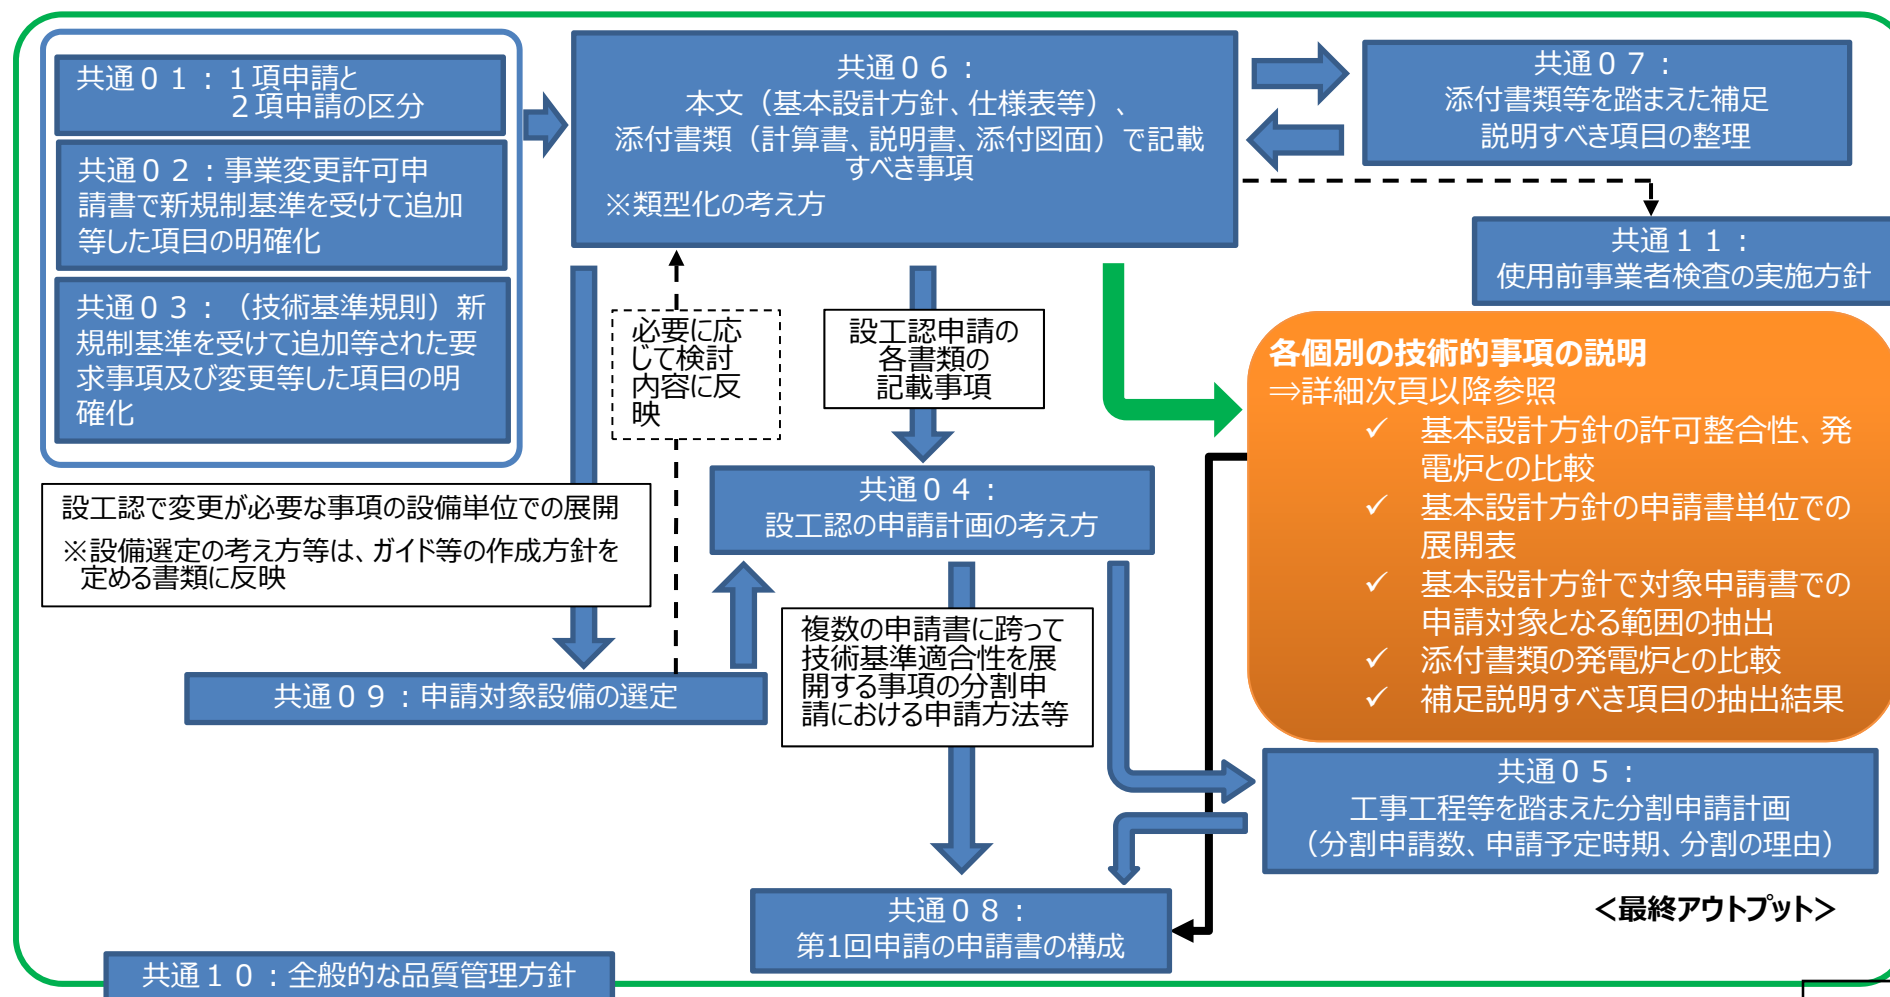 共通０１：１項申請と
２項申請の区分
共通０２：事業変更許可申
請書で新規制基準を受けて追加
等した項目の明確化
共通０３：（技術基準規則）新
規制基準を受けて追加等された要
求事項及び変更等した項目の明
確化
共通０６：
本文（基本設計方針、仕様表等）、
添付書類（計算書、説明書、添付図面）で記載
すべき事項
※類型化の考え方
共通０７：
添付書類等を踏まえた補足
説明すべき項目の整理
共通１１：
使用前事業者検査の実施方針
必要に応
じて検討
内容に反
映
設工認申請の
各書類の
記載事項
各個別の技術的事項の説明
⇒詳細次頁以降参照
✓ 基本設計方針の許可整合性、発
電炉との比較
✓ 基本設計方針の申請書単位での
展開表
✓ 基本設計方針で対象申請書での
申請対象となる範囲の抽出
✓ 添付書類の発電炉との比較
✓ 補足説明すべき項目の抽出結果
設工認で変更が必要な事項の設備単位での展開
※設備選定の考え方等は、ガイド等の作成方針を
定める書類に反映
共通０４：
設工認の申請計画の考え方
複数の申請書に跨って
技術基準適合性を展
開する事項の分割申
請における申請方法等
共通０９：申請対象設備の選定
共通０５：
工事工程等を踏まえた分割申請計画
（分割申請数、申請予定時期、分割の理由）
＜最終アウトプット＞
共通０８：
第1回申請の申請書の構成
共通１０：全般的な品質管理方針